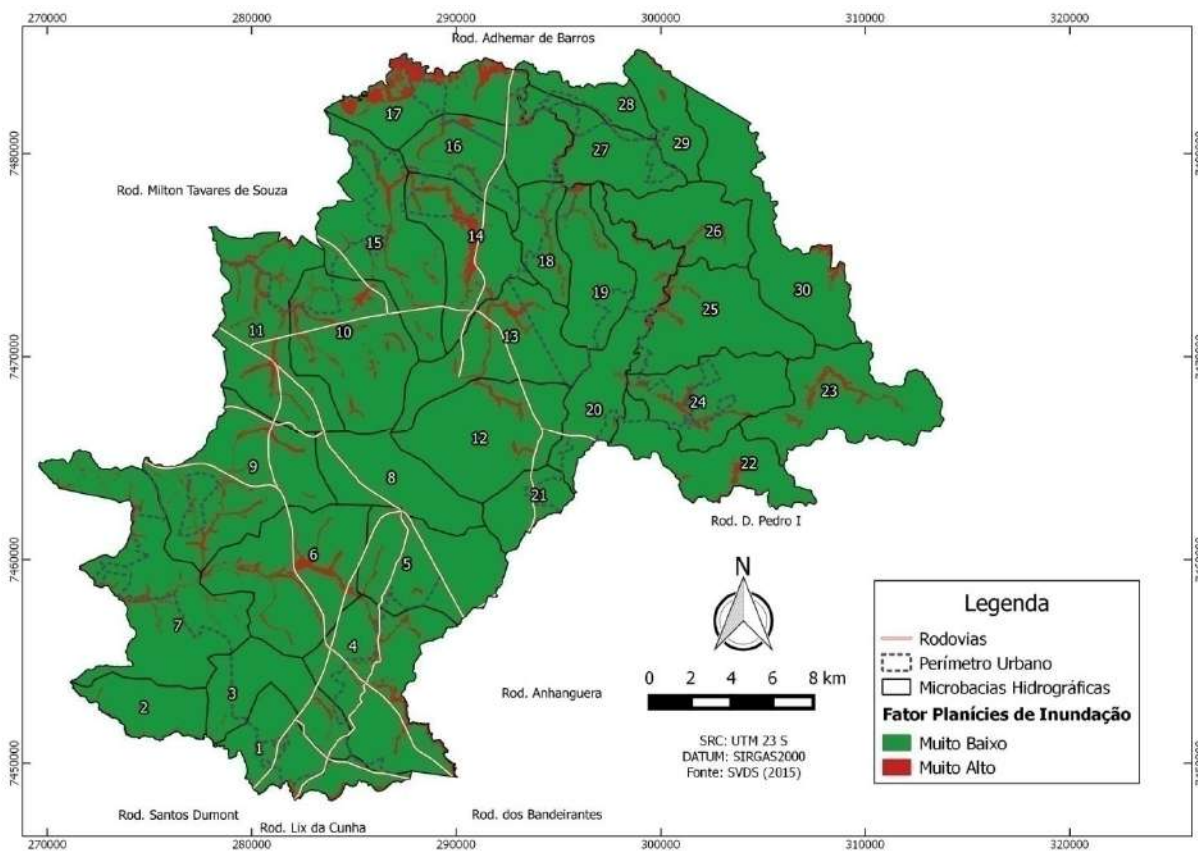 270000 280000 290000 300000 310000 320000
Rod. Adhemar de Barros
28
17
29
16
27
7480000
7480000
Rod. Milton Tavares de Souza
26
14
15
18
30
19
25
11
10
13
7470000
7470000
23
24
20
12
22
9
8
21
Rod. D. Pedro I
6
5
7460000
7460000
N
7
4
0 2 4 6 8 km
3
2
Rod. Anhanguera
1
SRC: UTM 23 S
DATUM: SIRGAS2000
Fonte: SVDS (2015)
7450000
7450000
Legenda
Rodovias
Perímetro Urbano
Microbacias Hidrográficas
Fator Planícies de Inundação
Muito Baixo
Muito Alto
Rod. Santos Dumont
Rod. dos Bandeirantes
Rod. Lix da Cunha
270000 280000 290000 300000 310000 320000